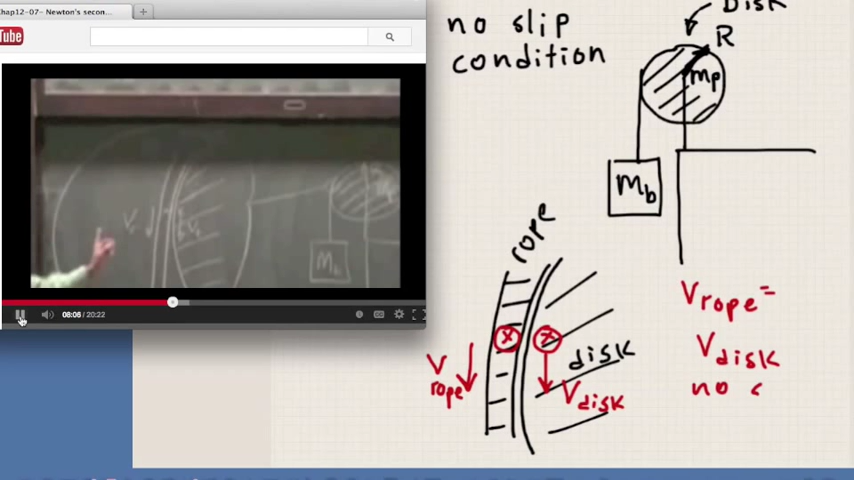 Chap12-07- Newton's secon...
Tube
08:06 / 20:22
no slip
condition
Disk
R
mp
mb
rope
disk
V
rope
Vdisk
Vrope=
Vdisk
no